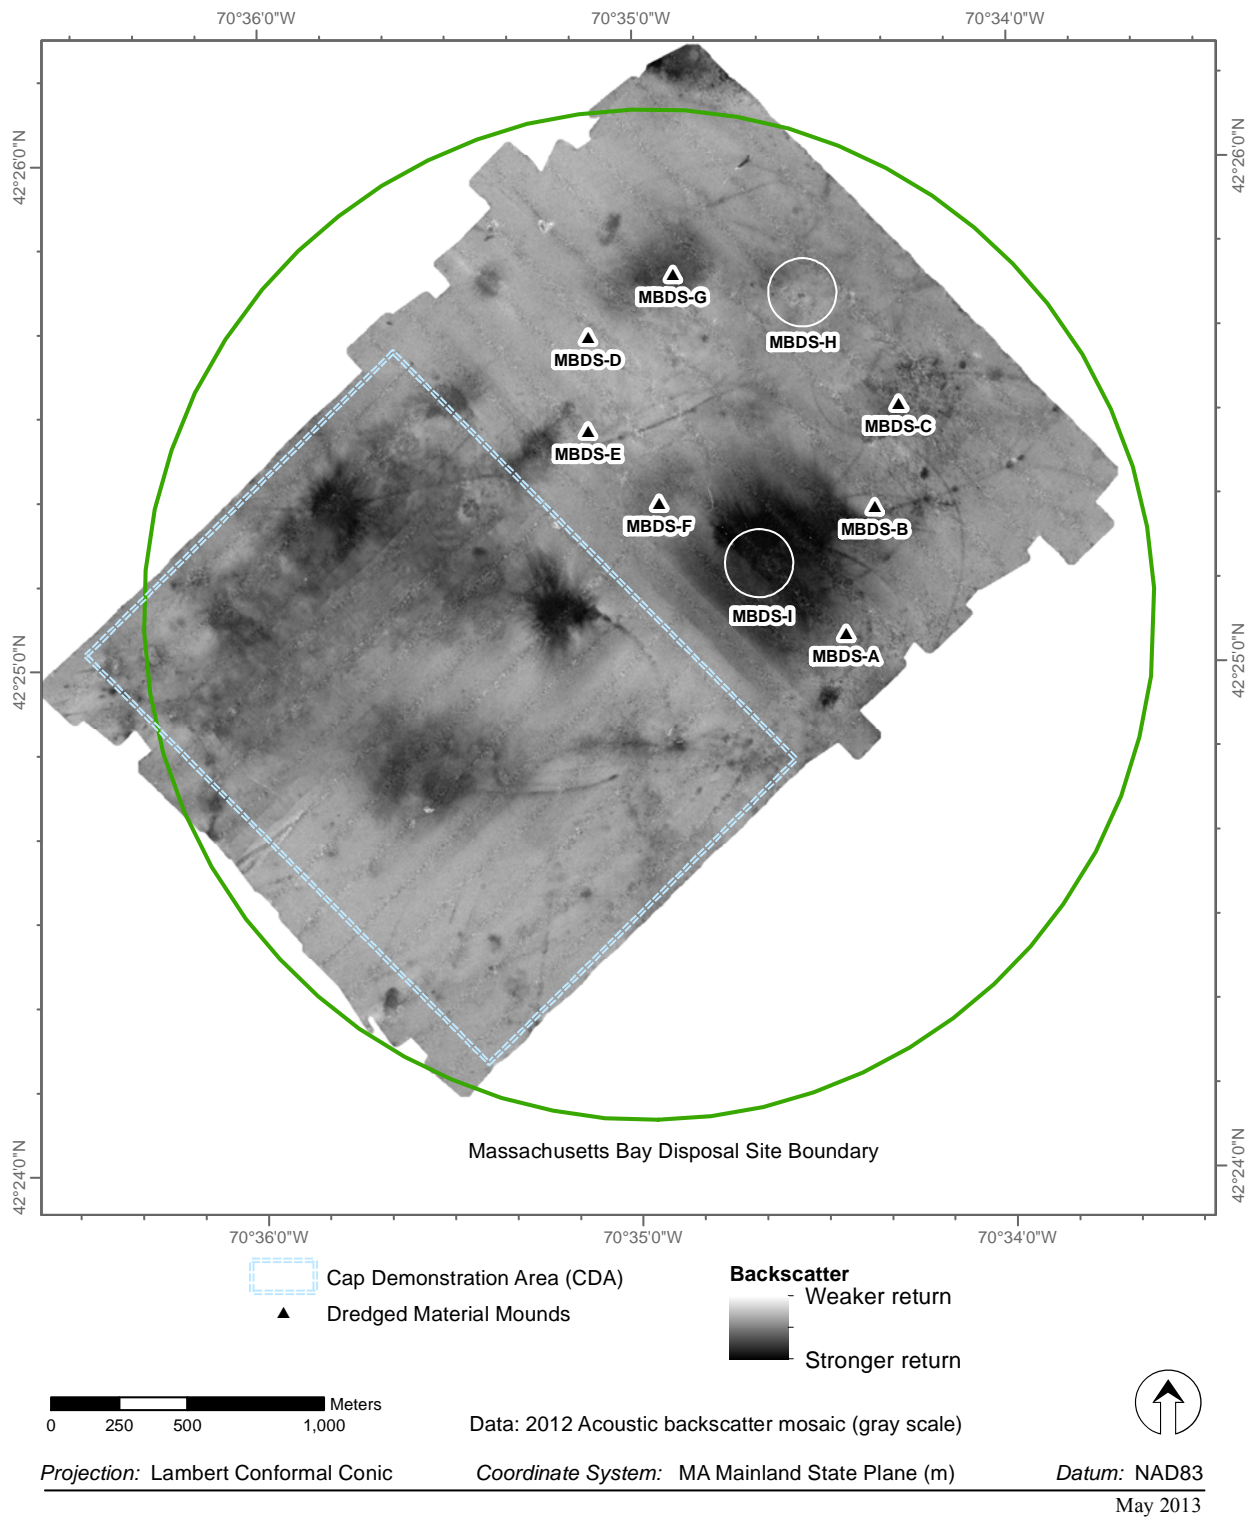 70°36'0"W
70°35'0"W
70°34'0"W
42°26'0"N
42°26'0"N
MBDS-G
MBDS-H
MBDS-D
MBDS-C
MBDS-E
MBDS-F
MBDS-B
MBDS-I
MBDS-A
42°25'0"N
42°25'0"N
Massachusetts Bay Disposal Site Boundary
42°24'0"N
42°24'0"N
70°36'0"W
70°35'0"W
70°34'0"W
Cap Demonstration Area (CDA)
Dredged Material Mounds
Backscatter
Weaker return
Stronger return
Meters
0 250 500 1,000
Data: 2012 Acoustic backscatter mosaic (gray scale)
Projection: Lambert Conformal Conic
Coordinate System: MA Mainland State Plane (m)
Datum: NAD83
May 2013